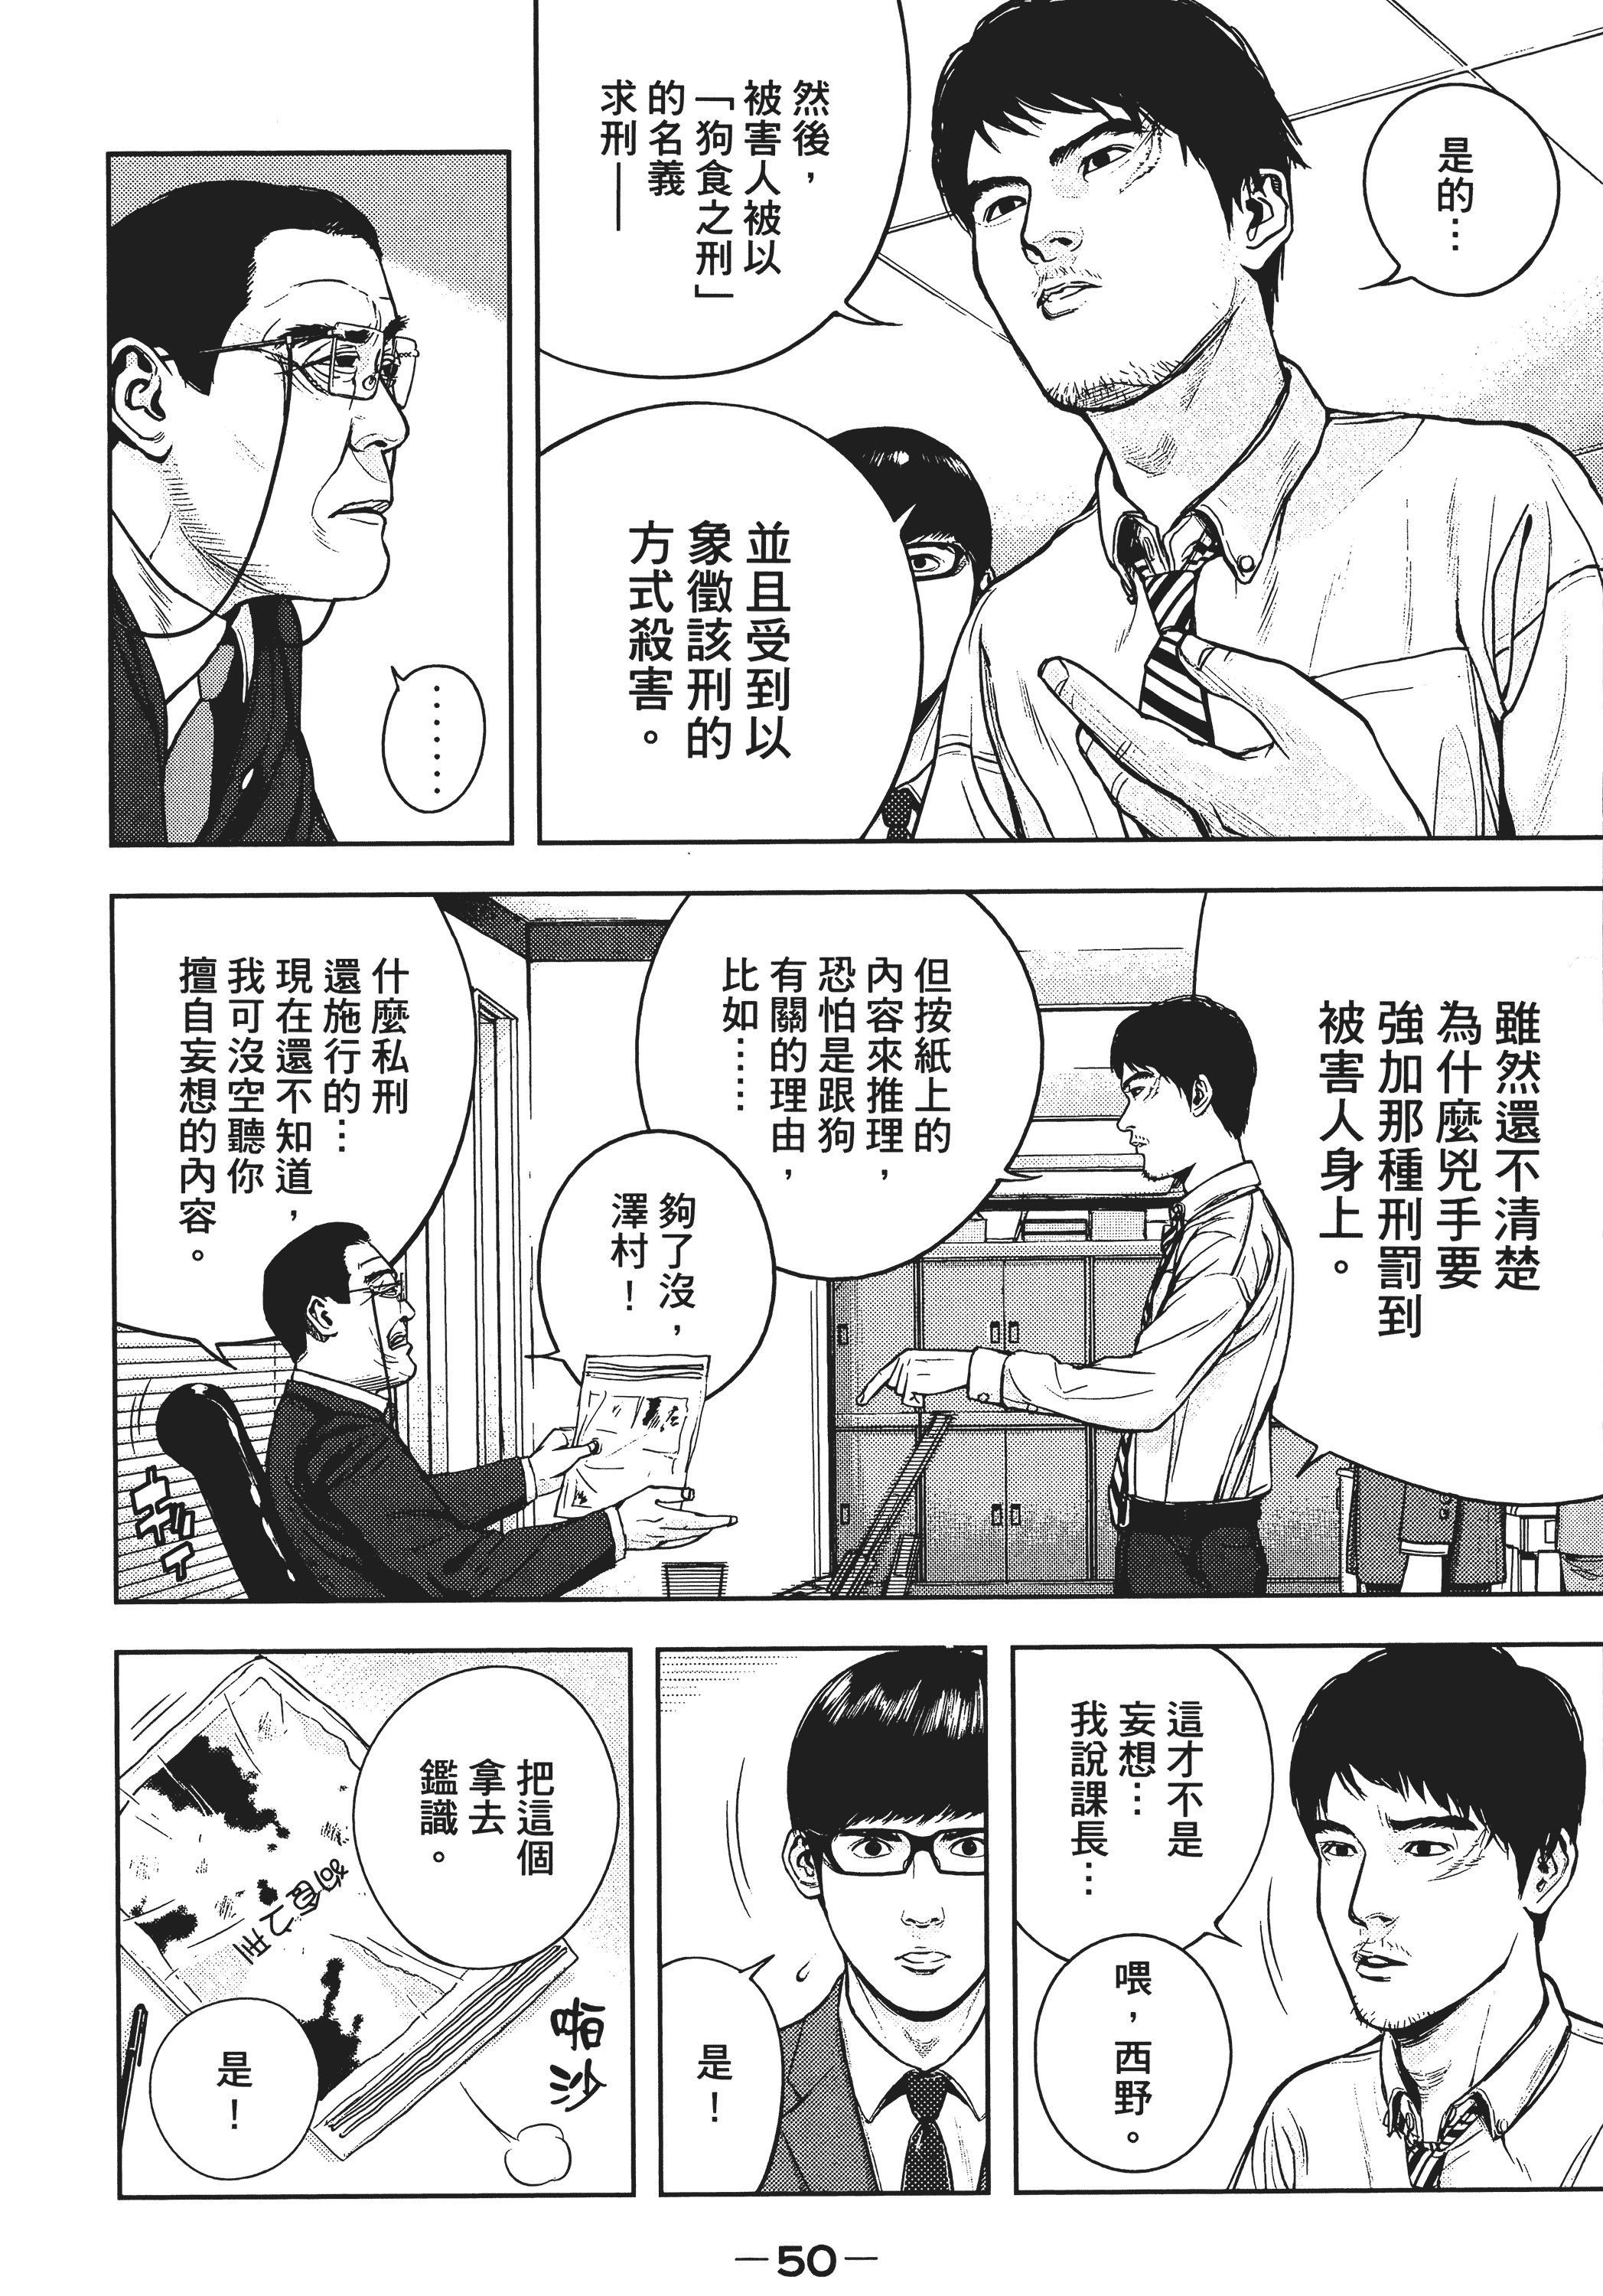 是的…
然後，
被害人被以
「狗食之刑」
的名義
求刑——
並且受到以
象徵該刑的
方式殺害。
……
雖然還不清楚
為什麼兇手要
強加那種刑罰到
被害人身上。
但按紙上的
內容來推理，
恐怕是跟狗
有關的理由，
比如……
夠了沒，
澤村！
什麼私刑
還施行的…
現在還不知道，
我可沒空聽你
擅自妄想的內容。
ギッ
這才不是
妄想…
我說課長…
喂，西野。
是！
把這個
拿去
鑑識。
狗食之刑
啪沙
是！
—50—